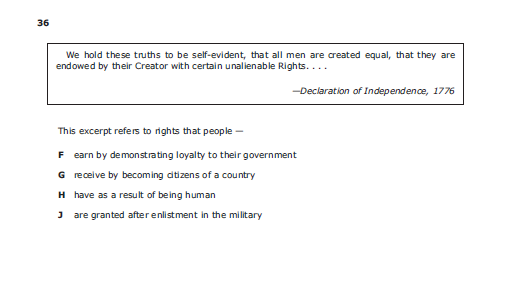 36
We hold these truths to be self-evident, that all men are created equal, that they are
endowed by their Creator with certain unalienable Rights. . . .
—Declaration of Independence, 1776
This excerpt refers to rights that people —
F earn by demonstrating loyalty to their government
G receive by becoming citizens of a country
H have as a result of being human
J are granted after enlistment in the military